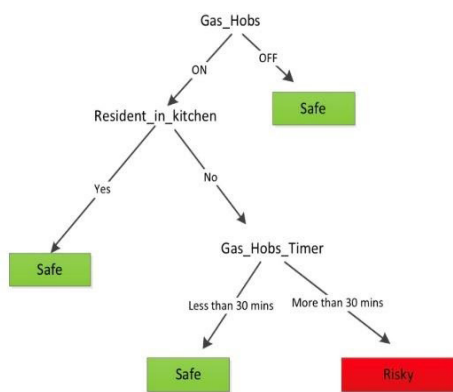 Gas_Hobs
ON
OFF
Safe
Resident_in_kitchen
Yes
No
Safe
Gas_Hobs_Timer
Less than 30 mins
More than 30 mins
Safe
Risky